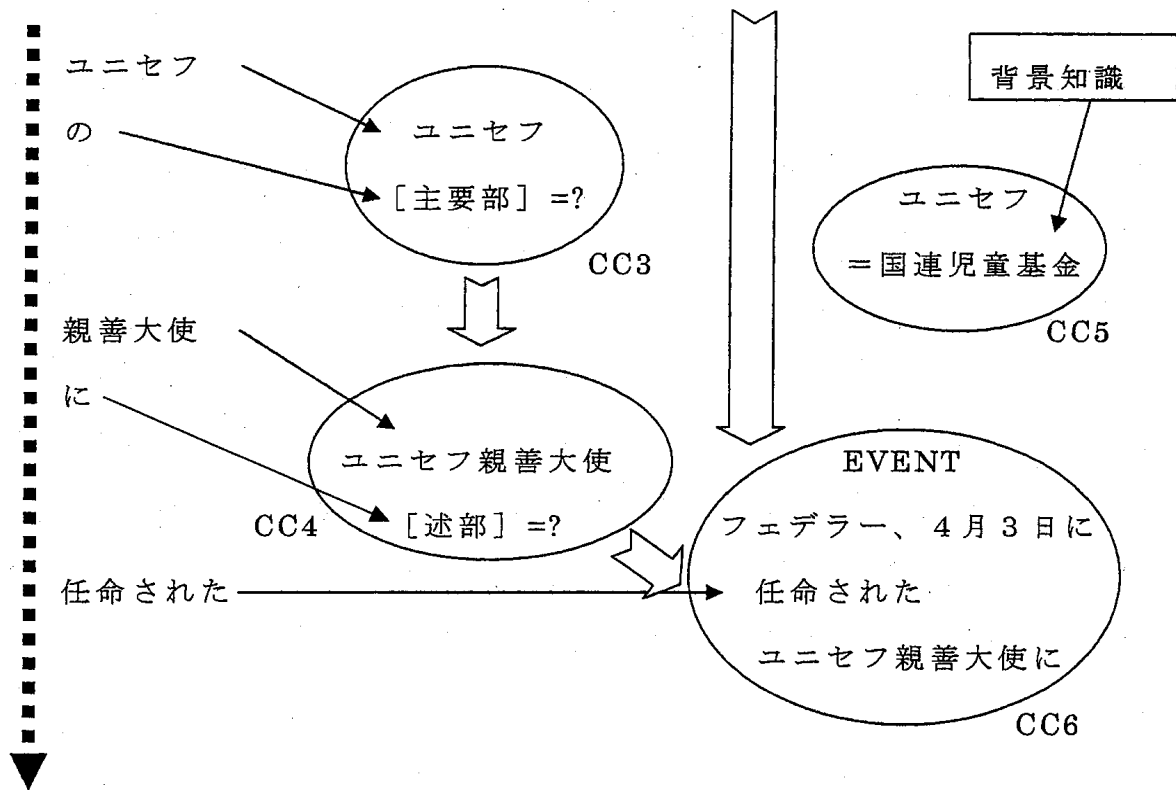 ユニセフ
の
ユニセフ
[主要部] =?
CC3
背景知識
ユニセフ
＝国連児童基金
CC5
親善大使
に
ユニセフ親善大使
[述部] =?
CC4
任命された
EVENT
フェデラー、４月３日に
任命された
ユニセフ親善大使に
CC6